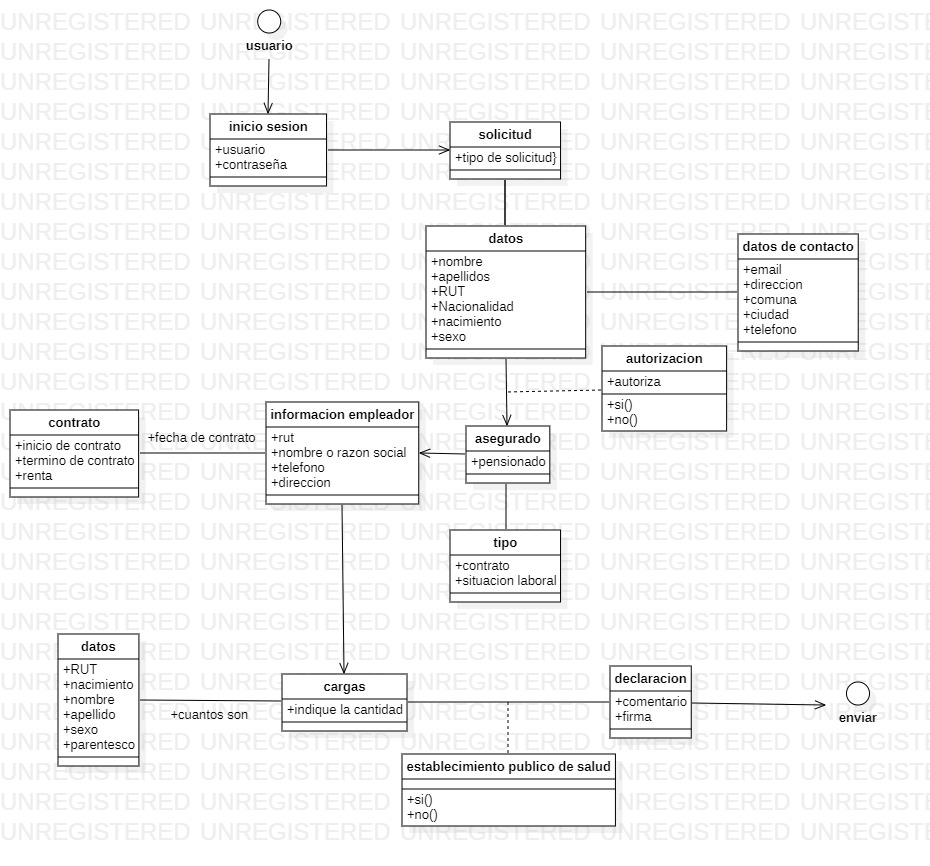 usuario
inicio sesion
+usuario
+contraseña
solicitud
+tipo de solicitud}
datos
+nombre
+apellidos
+RUT
+Nacionalidad
+nacimiento
+sexo
datos de contacto
+email
+direccion
+comuna
+ciudad
+telefono
autorizacion
+autoriza
+si()
+no()
contrato
+inicio de contrato
+termino de contrato
+renta
+fecha de contrato
informacion empleador
+rut
+nombre o razon social
+telefono
+direccion
asegurado
+pensionado
tipo
+contrato
+situacion laboral
datos
+RUT
+nacimiento
+nombre
+apellido
+sexo
+parentesco
+cuantos son
cargas
+indique la cantidad
declaracion
+comentario
+firma
enviar
establecimiento publico de salud
+si()
+no()
UNREGISTERED